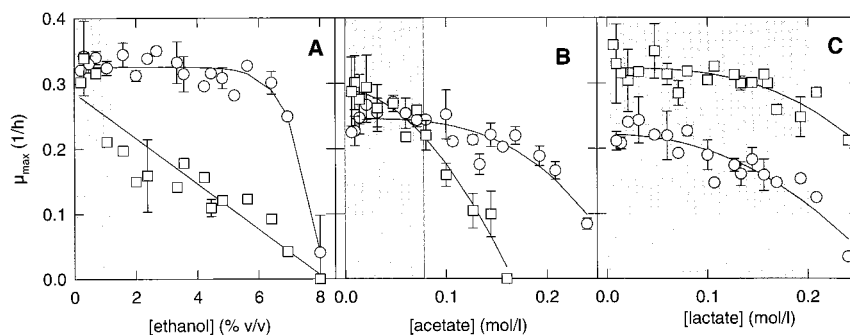 A
B
C
μmax (1/h)
0.4
0.3
0.2
0.1
0.0
0 2 4 6 8 0.0 0.1 0.2 0.0 0.1 0.2
[ethanol] (% v/v) [acetate] (mol/l) [lactate] (mol/l)